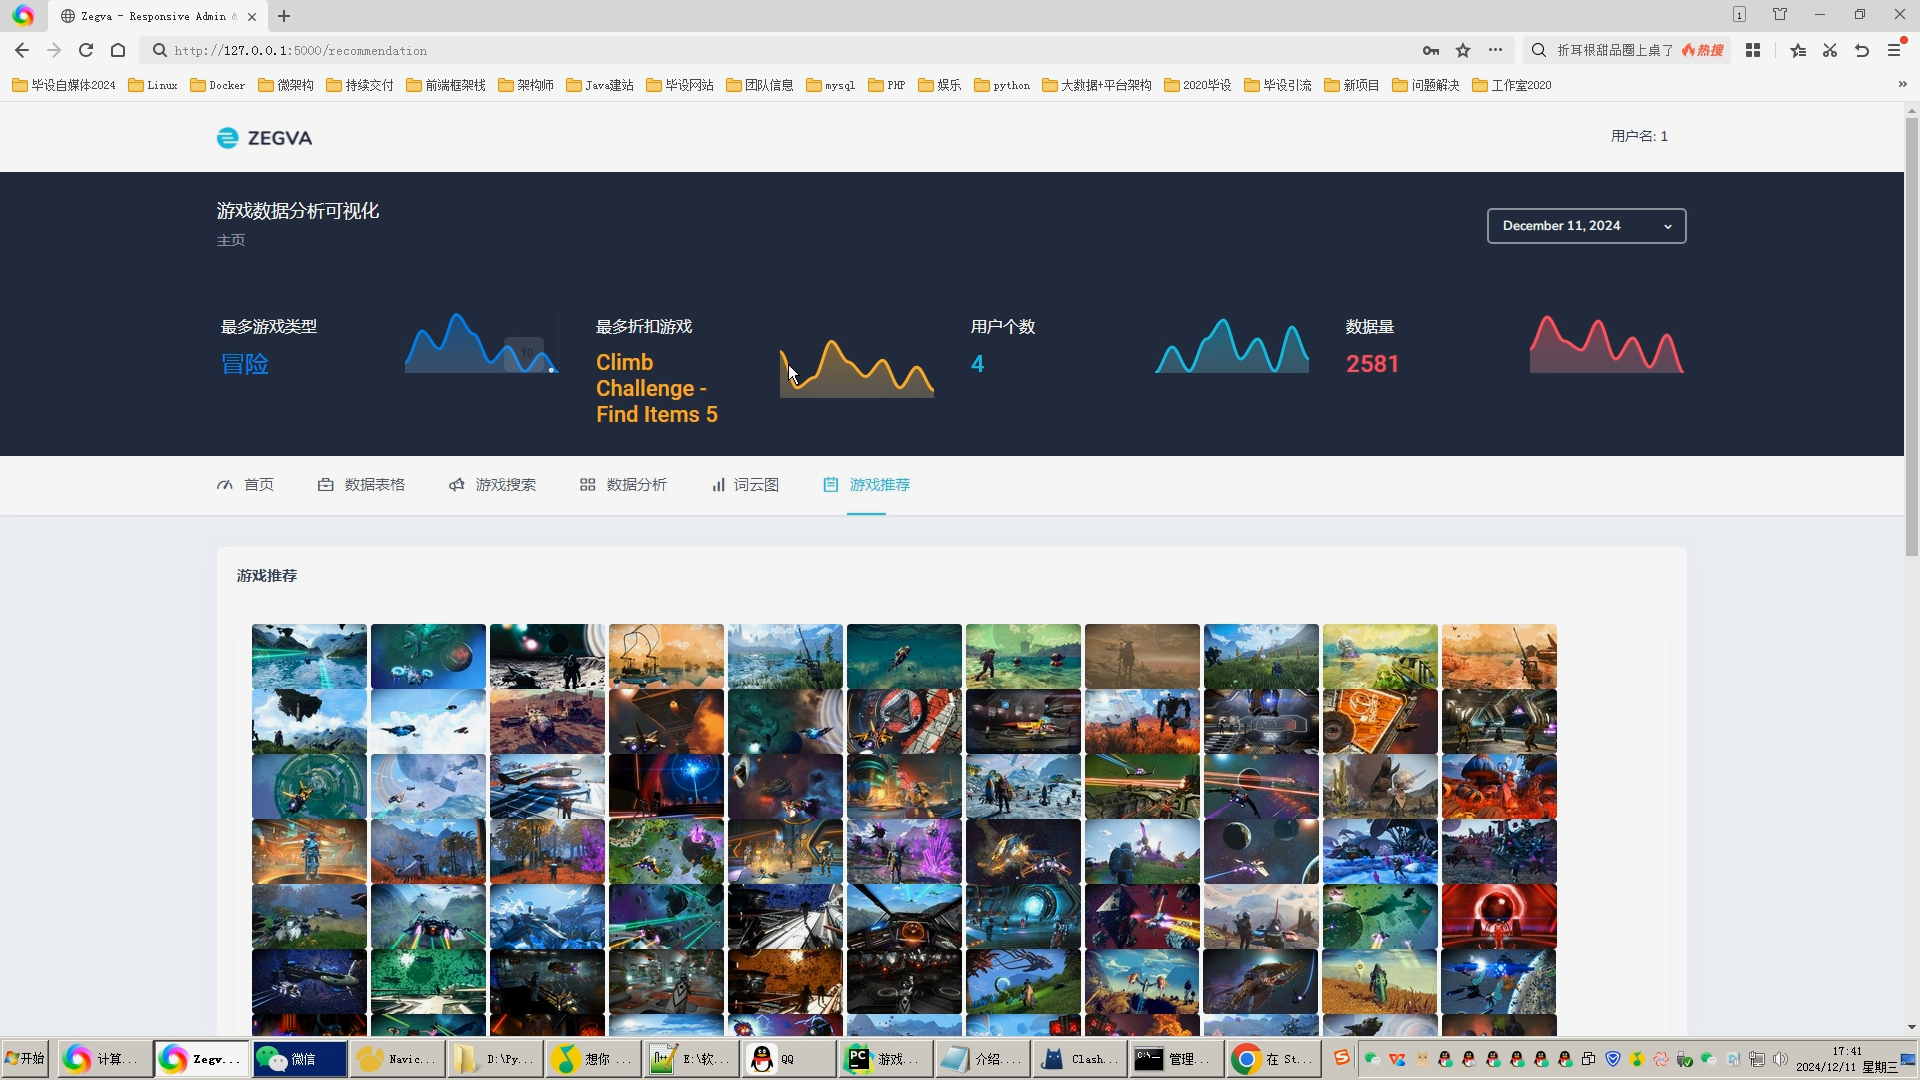 Zegva - Responsive Admin &
1
http://127.0.0.1:5000/recommendation
折耳根甜品圈上桌了
热搜
毕设自媒体2024
Linux
Docker
微架构
持续交付
前端框架栈
架构师
Java建站
毕设网站
团队信息
mysql
PHP
娱乐
python
大数据+平台架构
2020毕设
毕设引流
新项目
问题解决
工作室2020
ZEGVA
用户名: 1
游戏数据分析可视化
主页
December 11, 2024
最多游戏类型
冒险
10
最多折扣游戏
Climb
Challenge -
Find Items 5
用户个数
4
数据量
2581
首页
数据表格
游戏搜索
数据分析
词云图
游戏推荐
游戏推荐
开始
计算...
Zegv...
微信
Navic...
D:\Py...
想你 ...
E:\软...
QQ
游戏...
介绍....
Clash...
管理...
在 St...
17:41
2024/12/11 星期三